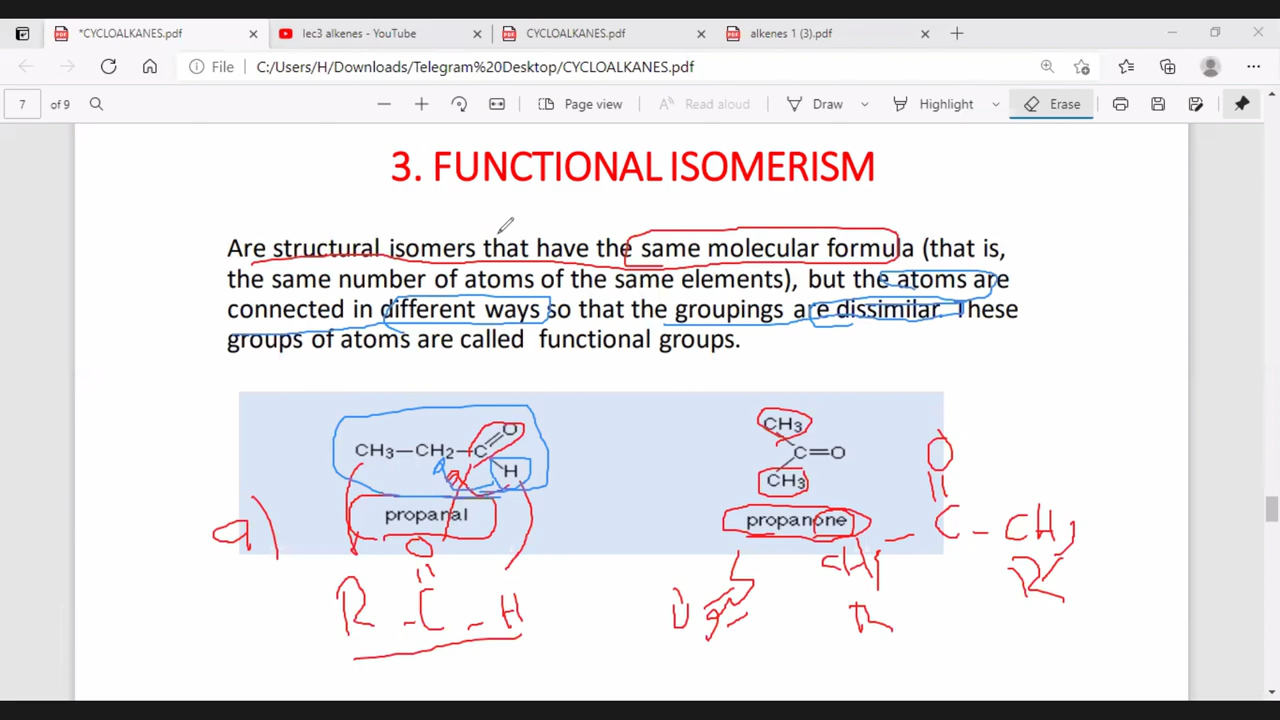 *CYCLOALKANES.pdf
lec3 alkenes - YouTube
CYCLOALKANES.pdf
alkenes 1 (3).pdf
File
C:/Users/H/Downloads/Telegram%20Desktop/CYCLOALKANES.pdf
7 of 9
Page view
Read aloud
Draw
Highlight
Erase
3. FUNCTIONAL ISOMERISM
Are structural isomers that have the same molecular formula (that is,
the same number of atoms of the same elements), but the atoms are
connected in different ways so that the groupings are dissimilar. These
groups of atoms are called functional groups.
CH3—CH2—C
O
H
propanal
CH3
C=O
CH3
propanone
a)
O
R - C - H
O
CH3 - C - CH3
R
R